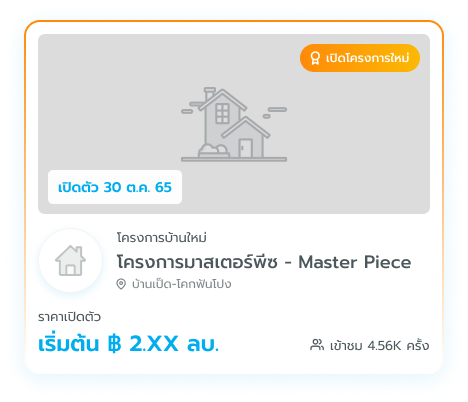 เปิดโครงการใหม่
เปิดตัว 30 ต.ค. 65
โครงการบ้านใหม่
โครงการมาสเตอร์พีซ - Master Piece
บ้านเป็ด-โคกฟันโปง
ราคาเปิดตัว
เริ่มต้น ฿ 2.XX ลบ.
เข้าชม 4.56K ครั้ง